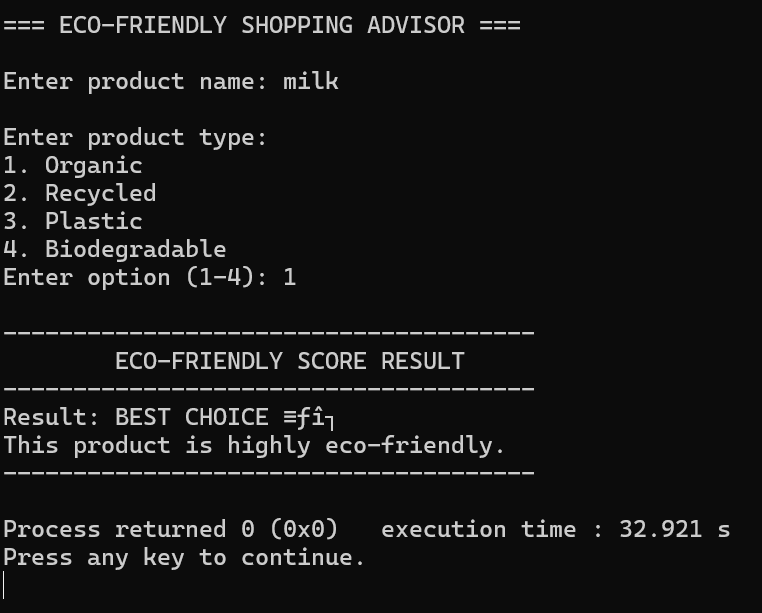 === ECO-FRIENDLY SHOPPING ADVISOR ===
Enter product name: milk
Enter product type:
1. Organic
2. Recycled
3. Plastic
4. Biodegradable
Enter option (1-4): 1
--------------------------------------
ECO-FRIENDLY SCORE RESULT
--------------------------------------
Result: BEST CHOICE ≡ƒî┐
This product is highly eco-friendly.
--------------------------------------
Process returned 0 (0x0)   execution time : 32.921 s
Press any key to continue.